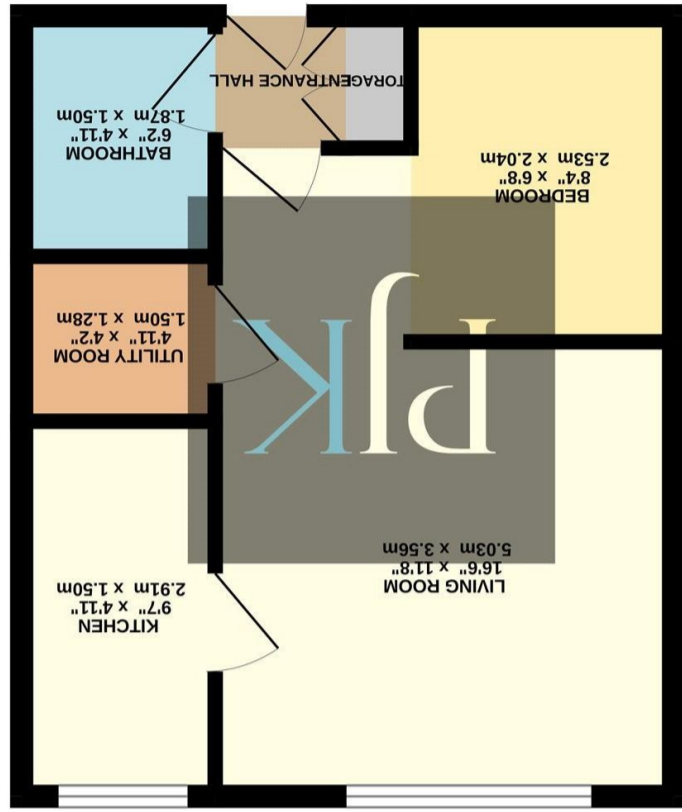 KITCHEN
9'7" x 4'11"
2.91m x 1.50m
LIVING ROOM
16'6" x 11'8"
5.03m x 3.56m
PJK
UTILITY ROOM
4'11" x 4'2"
1.50m x 1.28m
BEDROOM
8'4" x 6'8"
2.53m x 2.04m
BATHROOM
6'2" x 4'11"
1.87m x 1.50m
TORAG
ENTRANCE HALL